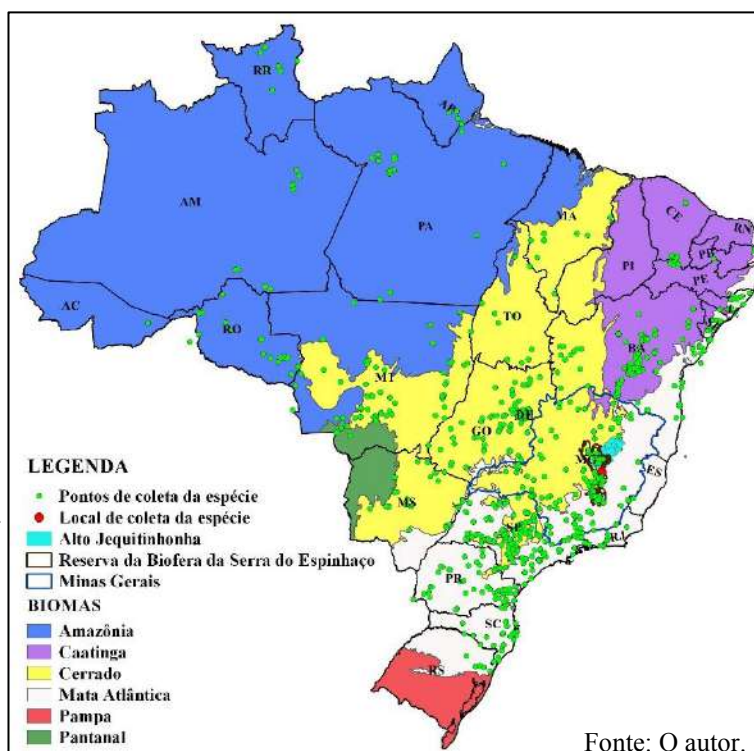 RR
AP
AM
PA
MA
CE
RN
PB
PI
PE
AC
TO
RO
BA
MT
GO
DF
MG
ES
MS
SP
RJ
PR
SC
RS
LEGENDA
Pontos de coleta da espécie
Local de coleta da espécie
Alto Jequitinhonha
Reserva da Biofera da Serra do Espinhaço
Minas Gerais
BIOMAS
Amazônia
Caatinga
Cerrado
Mata Atlântica
Pampa
Pantanal
Fonte: O autor.